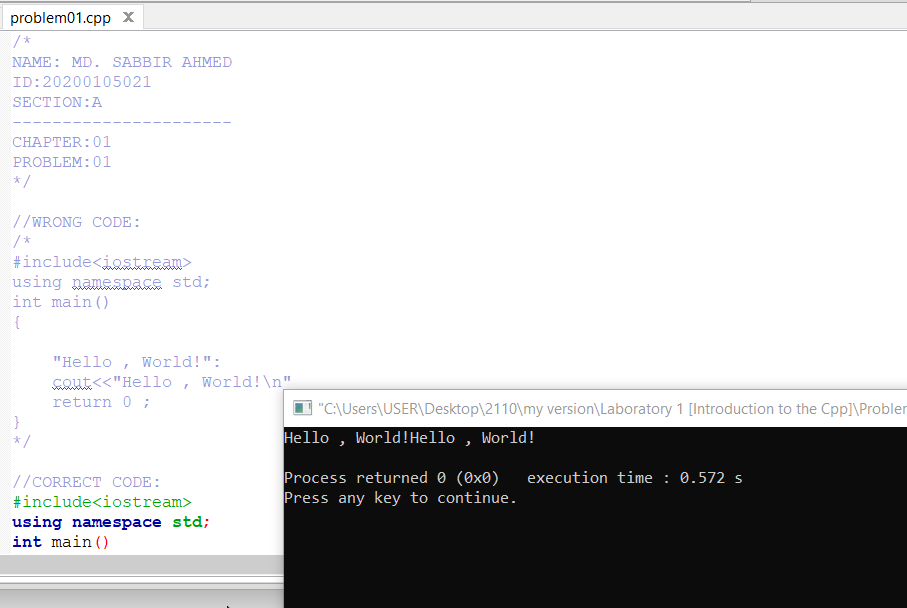 problem01.cpp X
/*
NAME: MD. SABBIR AHMED
ID:20200105021
SECTION:A
----------------------
CHAPTER:01
PROBLEM:01
*/
//WRONG CODE:
/*
#include<iostream>
using namespace std;
int main()
{
"Hello , World!":
cout<<"Hello , World!\n"
return 0 ;
}
*/
//CORRECT CODE:
#include<iostream>
using namespace std;
int main()
"C:\Users\USER\Desktop\2110\my version\Laboratory 1 [Introduction to the Cpp]\Probler
Hello , World!Hello , World!
Process returned 0 (0x0)   execution time : 0.572 s
Press any key to continue.